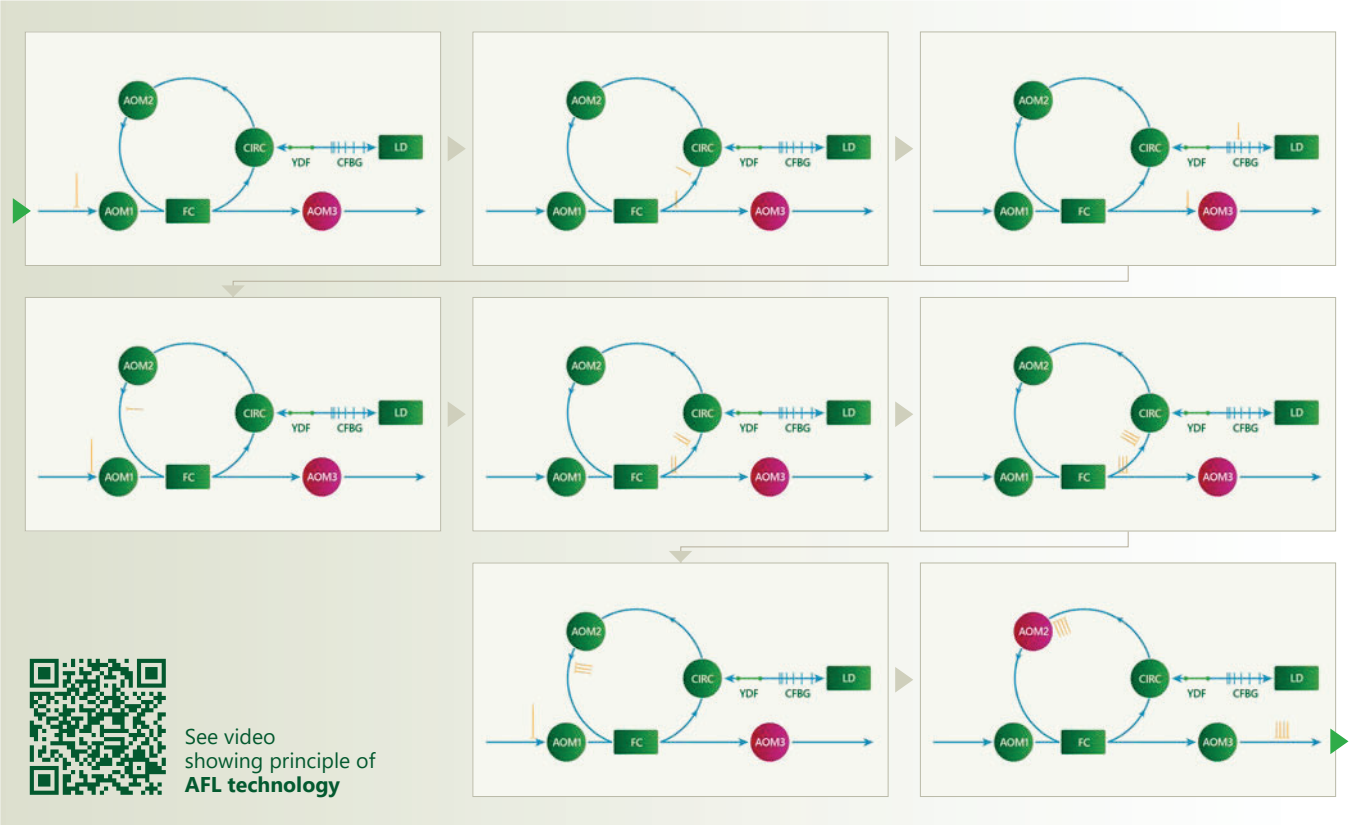 AOM2
CIRC
YDF
CFBG
LD
AOM1
FC
AOM3
AOM2
CIRC
YDF
CFBG
LD
AOM1
FC
AOM3
AOM2
CIRC
YDF
CFBG
LD
AOM1
FC
AOM3
AOM2
CIRC
YDF
CFBG
LD
AOM1
FC
AOM3
AOM2
CIRC
YDF
CFBG
LD
AOM1
FC
AOM3
AOM2
CIRC
YDF
CFBG
LD
AOM1
FC
AOM3
AOM2
CIRC
YDF
CFBG
LD
AOM1
FC
AOM3
AOM2
CIRC
YDF
CFBG
LD
AOM1
FC
AOM3
See video
showing principle of
AFL technology